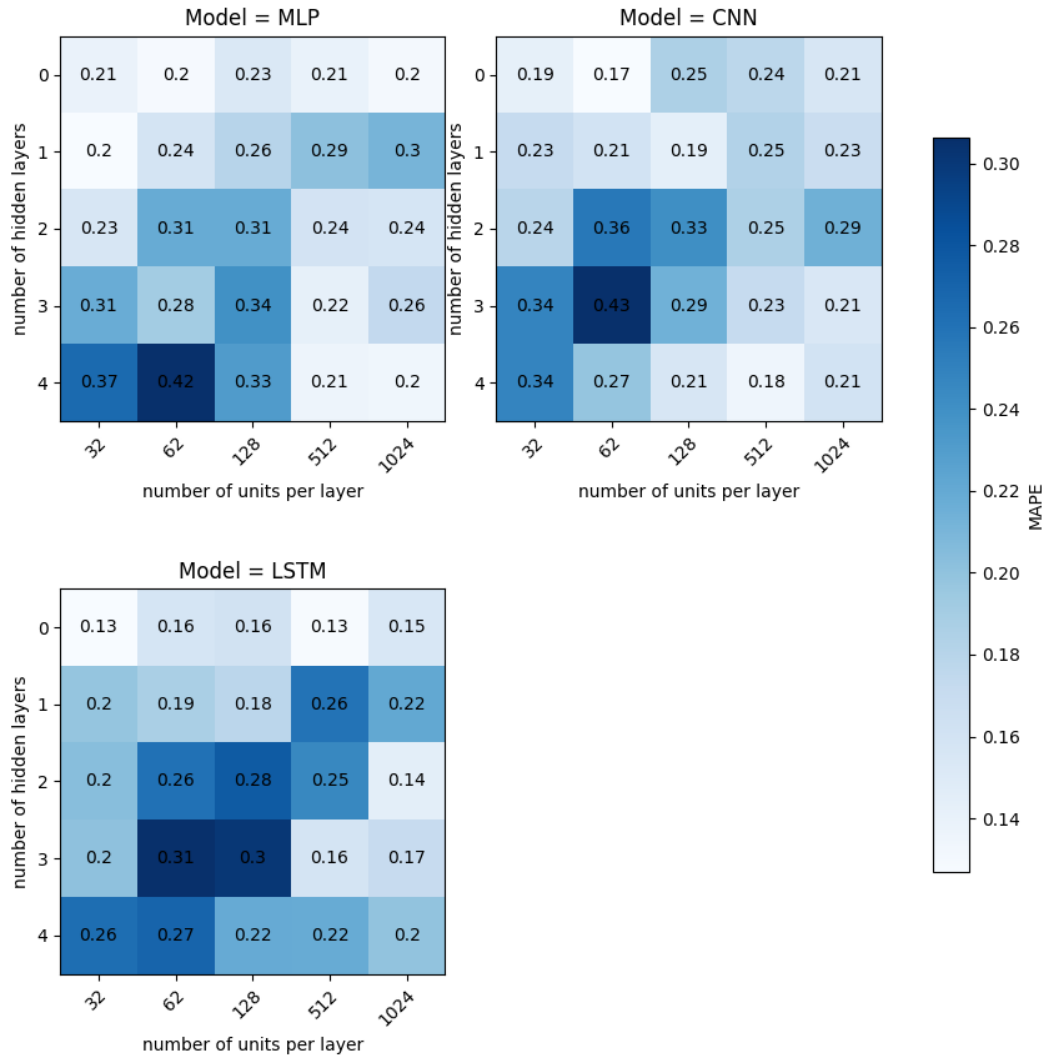 Model = MLP
number of hidden layers
0 0.21 0.2 0.23 0.21 0.2
1 0.2 0.24 0.26 0.29 0.3
2 0.23 0.31 0.31 0.24 0.24
3 0.31 0.28 0.34 0.22 0.26
4 0.37 0.42 0.33 0.21 0.2
32 62 128 512 1024
number of units per layer
Model = CNN
number of hidden layers
0 0.19 0.17 0.25 0.24 0.21
1 0.23 0.21 0.19 0.25 0.23
2 0.24 0.36 0.33 0.25 0.29
3 0.34 0.43 0.29 0.23 0.21
4 0.34 0.27 0.21 0.18 0.21
32 62 128 512 1024
number of units per layer
Model = LSTM
number of hidden layers
0 0.13 0.16 0.16 0.13 0.15
1 0.2 0.19 0.18 0.26 0.22
2 0.2 0.26 0.28 0.25 0.14
3 0.2 0.31 0.3 0.16 0.17
4 0.26 0.27 0.22 0.22 0.2
32 62 128 512 1024
number of units per layer
0.30
0.28
0.26
0.24
0.22
0.20
0.18
0.16
0.14
MAPE